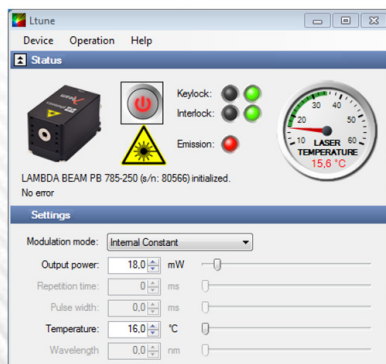 Ltune
Device Operation Help
Status
Keylock:
Interlock:
Emission:
10 20 30 40 50 60
LASER
TEMPERATURE
15,6 °C
LAMBDA BEAM PB 785-250 (s/n: 80566) initialized.
No error
Settings
Modulation mode: Internal Constant
Output power: 18,0 mW
Repetition time: 0 ms
Pulse width: 0,0 ms
Temperature: 16,0 °C
Wavelength 0,0 nm